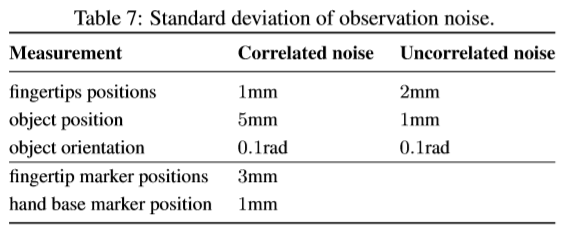 Table 7: Standard deviation of observation noise.
Measurement Correlated noise Uncorrelated noise
fingertips positions 1mm 2mm
object position 5mm 1mm
object orientation 0.1rad 0.1rad
fingertip marker positions 3mm
hand base marker position 1mm